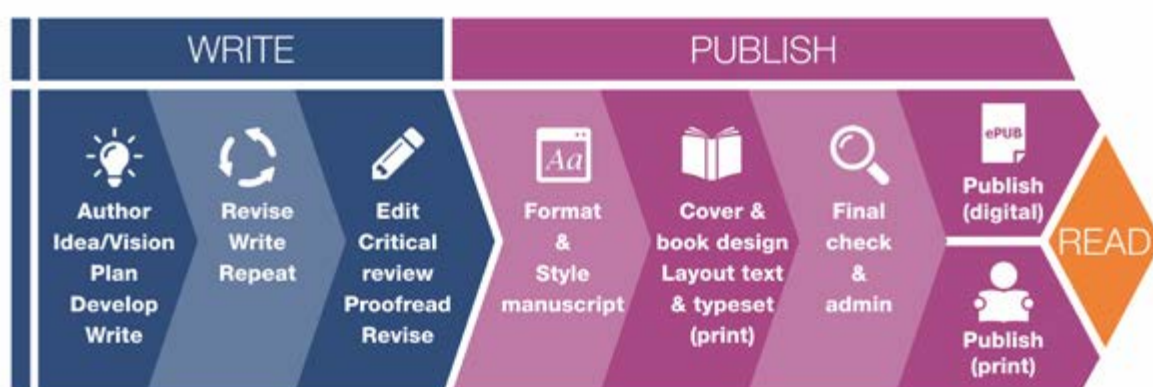 WRITE
PUBLISH
Author
Idea/Vision
Plan
Develop
Write
Revise
Write
Repeat
Edit
Critical
review
Proofread
Revise
Aa
Format
&
Style
manuscript
Cover &
book design
Layout text
& typeset
(print)
Final
check
&
admin
ePUB
Publish
(digital)
Publish
(print)
READ